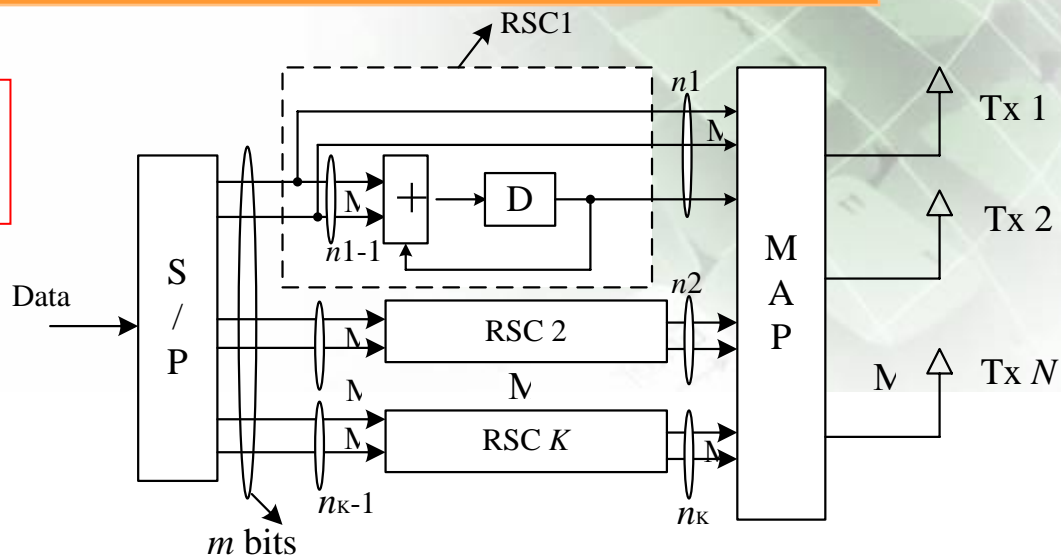 RSC1
n1
M
Tx 1
+
D
M
n1-1
Tx 2
S
/
P
M
A
P
Data
n2
RSC 2
M
M
M
M
Tx N
RSC K
M
M
nK-1
nK
m bits